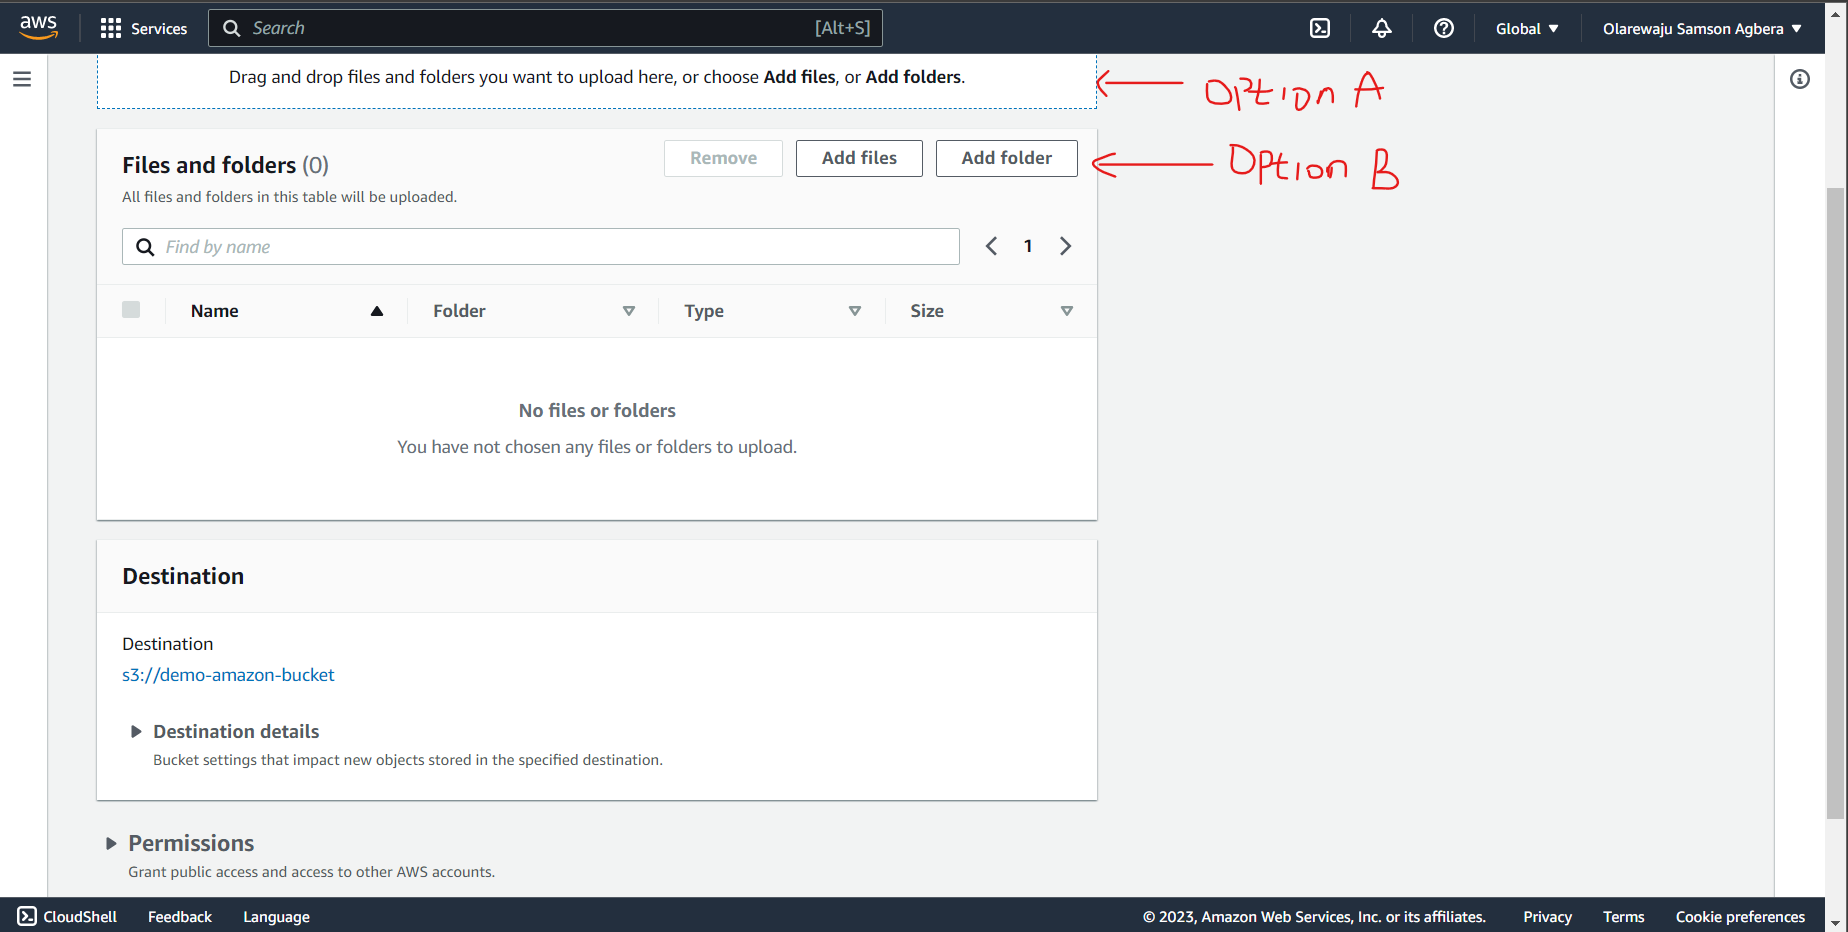 aws
Services
Search
[Alt+S]
Global
Olarewaju Samson Agbera
Drag and drop files and folders you want to upload here, or choose Add files, or Add folders.
Option A
Files and folders (0)
Remove
Add files
Add folder
Option B
All files and folders in this table will be uploaded.
Find by name
1
Name
Folder
Type
Size
No files or folders
You have not chosen any files or folders to upload.
Destination
Destination
s3://demo-amazon-bucket
Destination details
Bucket settings that impact new objects stored in the specified destination.
Permissions
Grant public access and access to other AWS accounts.
CloudShell
Feedback
Language
© 2023, Amazon Web Services, Inc. or its affiliates.
Privacy
Terms
Cookie preferences